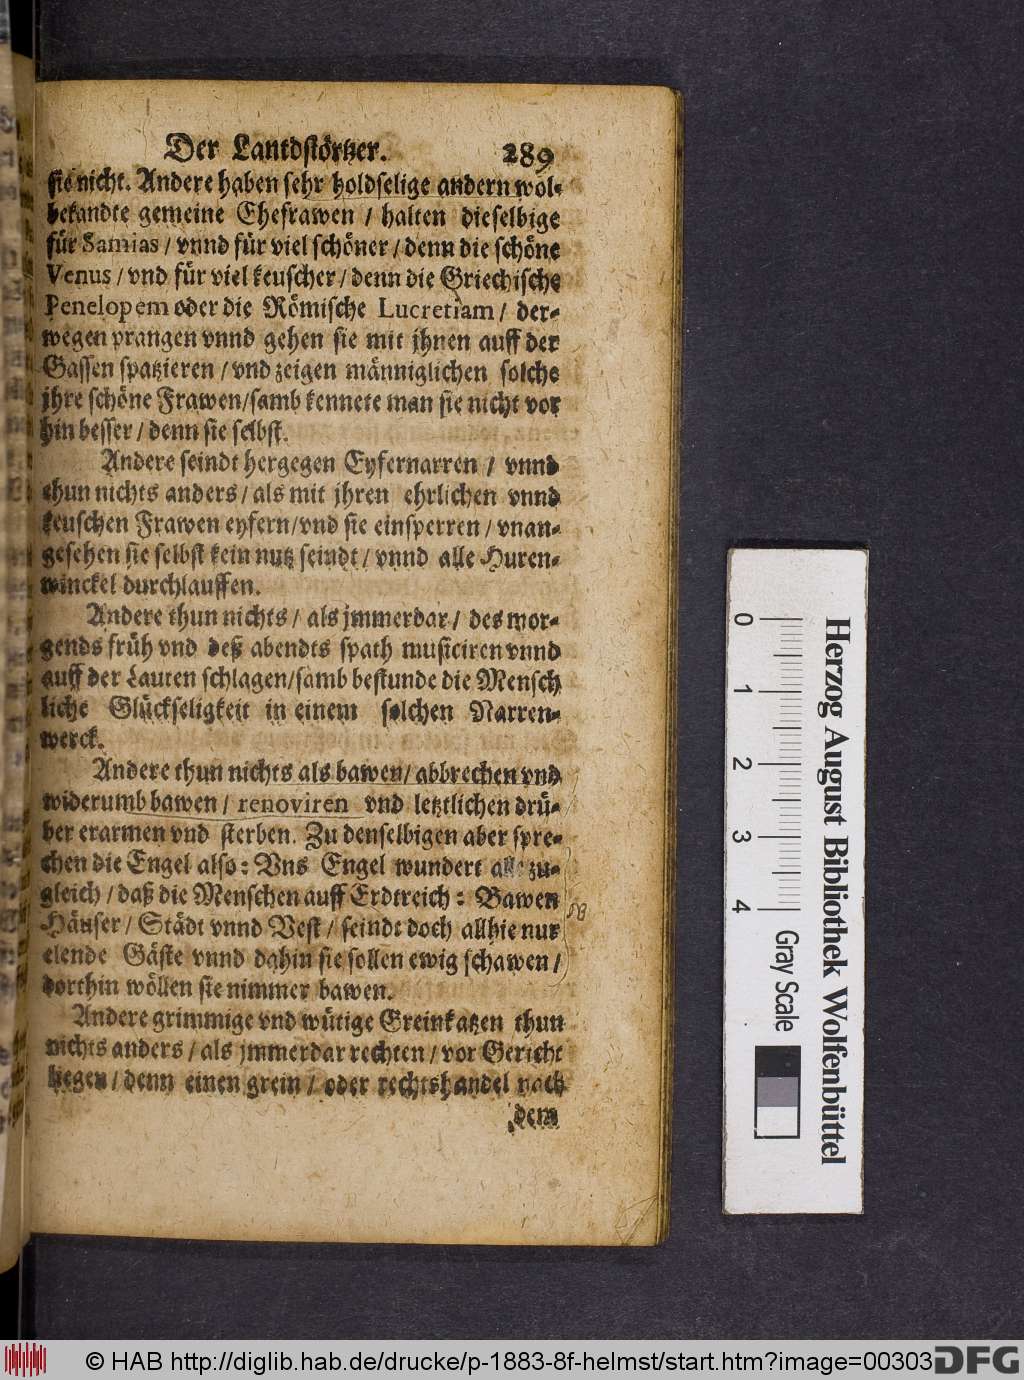 Der Landstörtzer. 289
sie nicht. Andere haben sehr holdselige andern wol-
bekandte gemeine Ehefrawen / halten dieselbige
für Samias / vnnd für viel schöner / denn die schöne
Venus / vnd für viel keuscher / denn die Griechische
Penelopem oder die Römische Lucretiam / der-
wegen prangen vnnd gehen sie mit jhnen auff der
Gassen spatzieren / vnd zeigen männiglichen solche
jhre schöne Frawen/samb kennete man sie nicht vor
hin besser / denn sie selbst.
Andere seindt hergegen Eyfernarren / vnnd
thun nichts anders / als mit jhren ehrlichen vnnd
keuschen Frawen eyfern/vnd sie einsperren / vnan-
gesehen sie selbst kein nutz seindt / vnnd alle Huren-
winckel durchlauffen.
Andere thun nichts / als jmmerdar / des mor-
gends früh vnd deß abendts spath musiciren vnnd
auff der Lauten schlagen/samb bestunde die Mensch
liche Glückseligkeit in einem solchen Narren-
werck.
Andere thun nichts als bawen/ abbrechen vnd
widerumb bawen / renoviren vnd letztlichen drü-
ber erarmen vnd sterben. Zu denselbigen aber spre-
chen die Engel also: Vns Engel wundert alle zu-
gleich / daß die Menschen auff Erdtreich: Bawen
Häuser / Städt vnnd Vest / seindt doch allhie nur
elende Gäste vnnd dahin sie sollen ewig schawen /
dorthin wöllen sie nimmer bawen.
Andere grimmige vnd wütige Greinkatzen thun
nichts anders / als jmmerdar rechten / vor Gericht
liegen / denn einen grein / oder rechtshandel nach
dem
0 1 2 3 4 Gray Scale
Herzog August Bibliothek Wolfenbüttel
© HAB http://diglib.hab.de/drucke/p-1883-8f-helmst/start.htm?image=00303 DFG